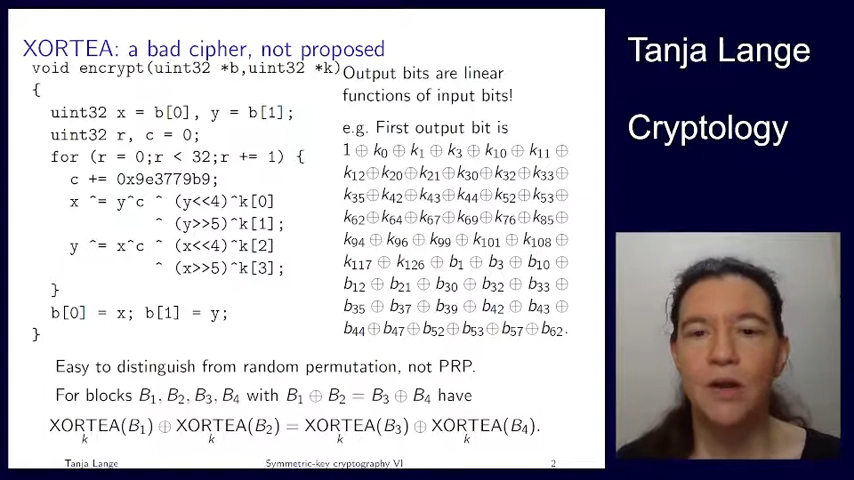 XORTEA: a bad cipher, not proposed
void encrypt(uint32 *b,uint32 *k)
{
uint32 x = b[0], y = b[1];
uint32 r, c = 0;
for (r = 0;r < 32;r += 1) {
c += 0x9e3779b9;
x ^= y^c ^ (y<<4)^k[0]
^ (y>>5)^k[1];
y ^= x^c ^ (x<<4)^k[2]
^ (x>>5)^k[3];
}
b[0] = x; b[1] = y;
}
Output bits are linear
functions of input bits!
e.g. First output bit is
1 ⊕ k₀ ⊕ k₁ ⊕ k₃ ⊕ k₁₀ ⊕ k₁₁ ⊕
k₁₂⊕k₂₀⊕k₂₁⊕k₃₀⊕k₃₂⊕k₃₃⊕
k₃₅⊕k₄₂⊕k₄₃⊕k₄₄⊕k₅₂⊕k₅₃⊕
k₆₂⊕k₆₄⊕k₆₇⊕k₆₉⊕k₇₆⊕k₈₅⊕
k₉₄ ⊕ k₉₆ ⊕ k₉₉ ⊕ k₁₀₁ ⊕ k₁₀₈ ⊕
k₁₁₇ ⊕ k₁₂₆ ⊕ b₁ ⊕ b₃ ⊕ b₁₀ ⊕
b₁₂ ⊕ b₂₁ ⊕ b₃₀ ⊕ b₃₂ ⊕ b₃₃ ⊕
b₃₅ ⊕ b₃₇ ⊕ b₃₉ ⊕ b₄₂ ⊕ b₄₃ ⊕
b₄₄⊕b₄₇⊕b₅₂⊕b₅₃⊕b₅₇⊕b₆₂.
Easy to distinguish from random permutation, not PRP.
For blocks B₁, B₂, B₃, B₄ with B₁ ⊕ B₂ = B₃ ⊕ B₄ have
XORTEA(B₁) ⊕ XORTEA(B₂) = XORTEA(B₃) ⊕ XORTEA(B₄).
k k k k
Tanja Lange Symmetric-key cryptography VI 2
Tanja Lange
Cryptology